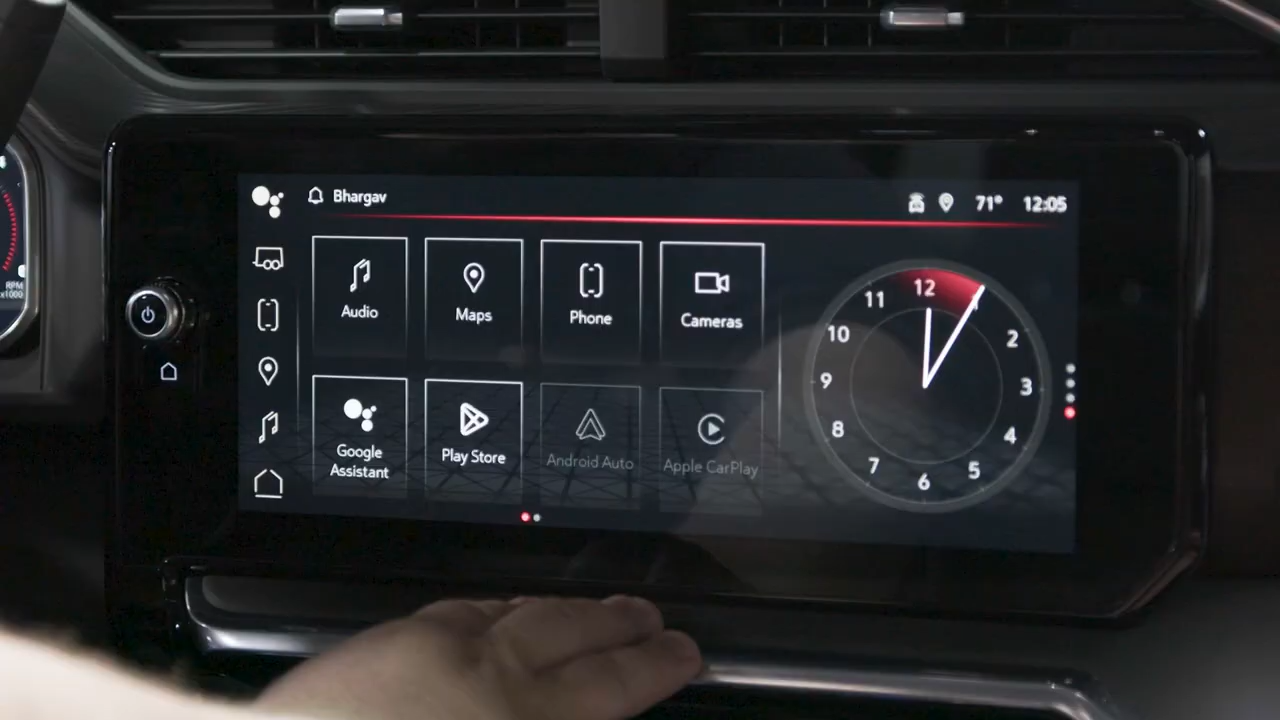 Bhargav
71°
12:05
Audio
Maps
Phone
Cameras
Google
Assistant
Play Store
Android Auto
Apple CarPlay
12
2
3
4
5
6
7
8
9
10
11
RPM
x1000